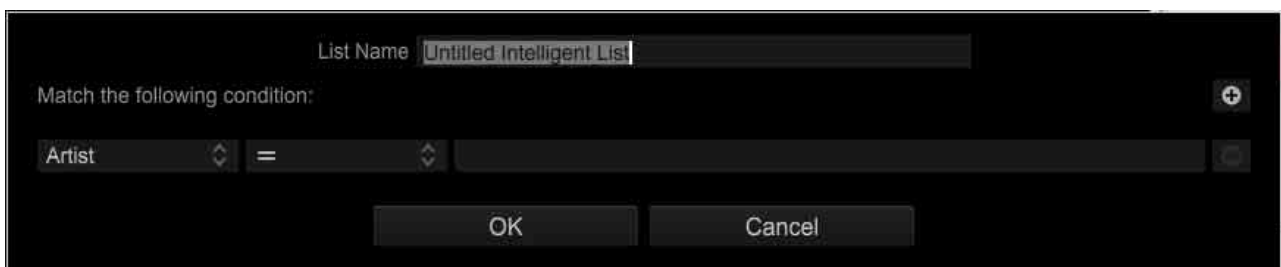 List Name Untitled Intelligent List
Match the following condition:
Artist =
OK Cancel